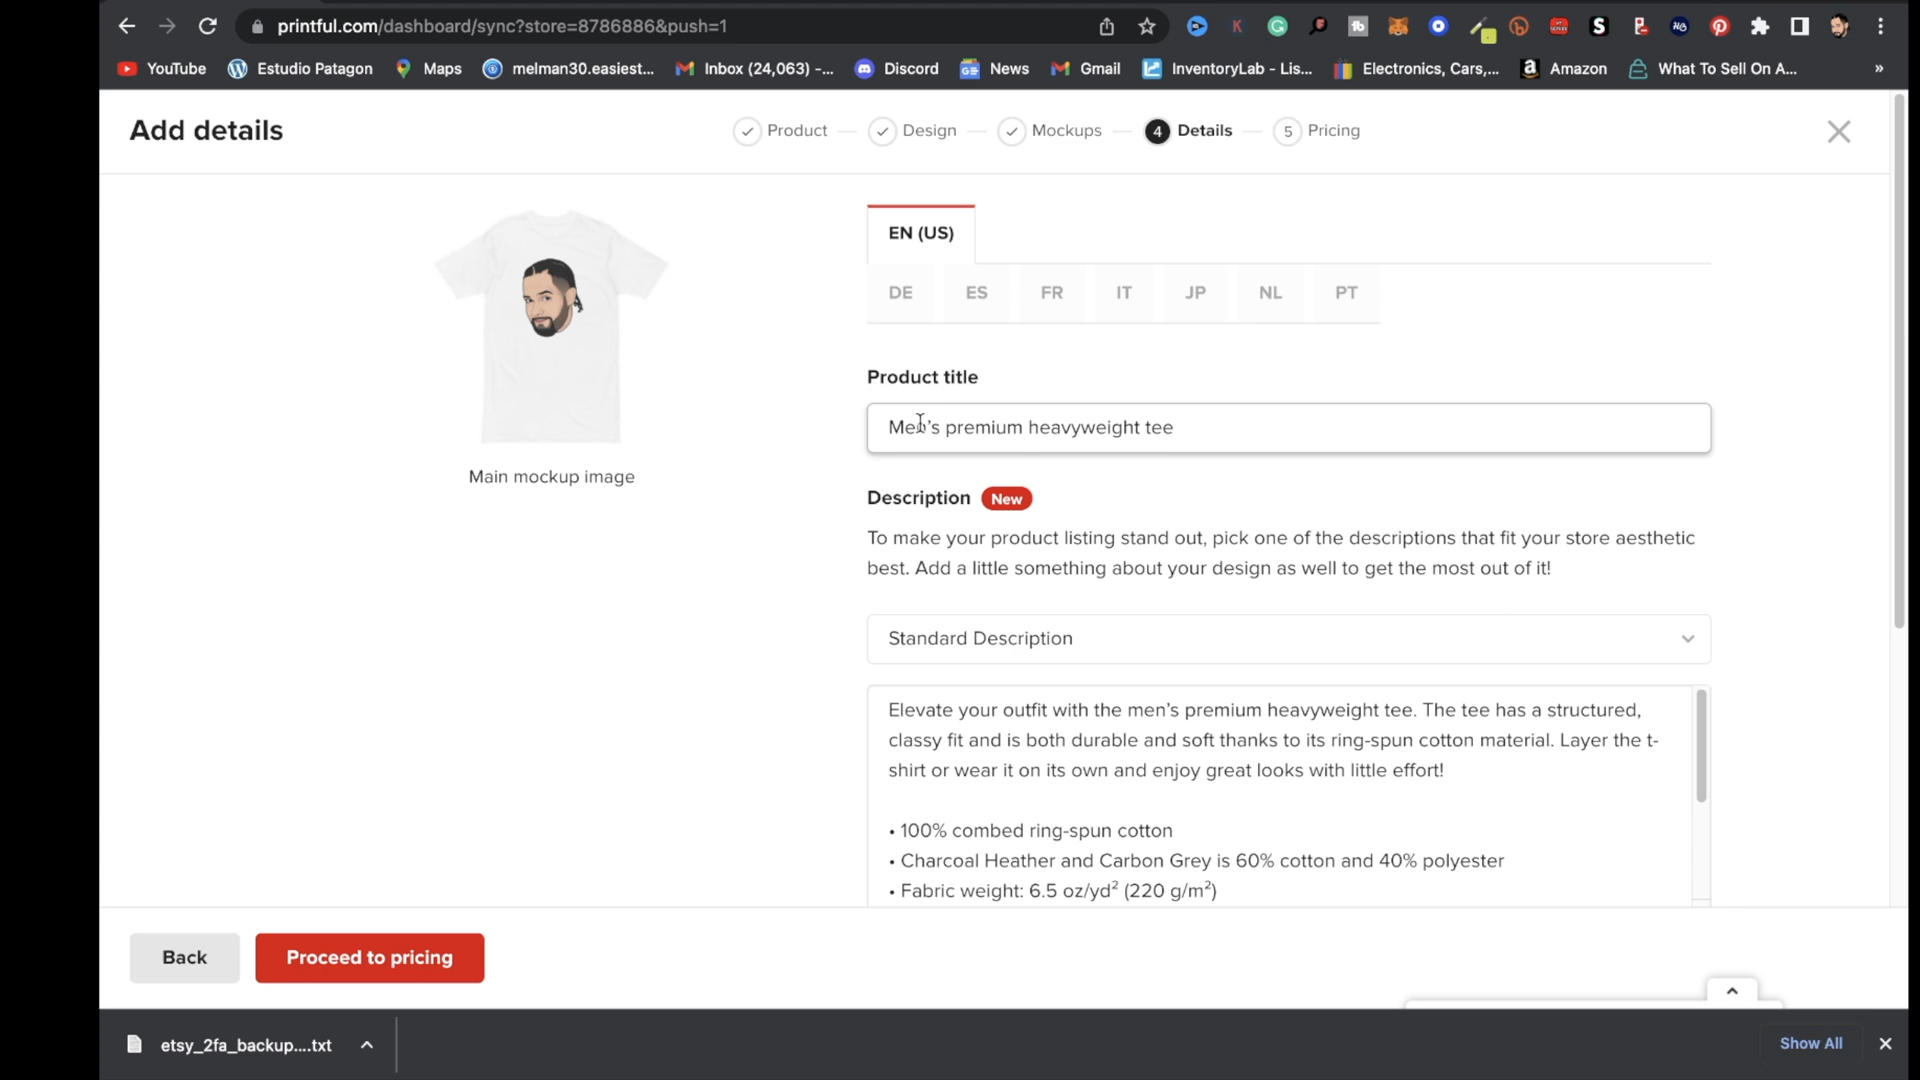 printful.com/dashboard/sync?store=8786886&push=1
YouTube Estudio Patagon Maps melman30.easiest... Inbox (24,063) -... Discord News Gmail InventoryLab - Lis... Electronics, Cars,... Amazon What To Sell On A... »
Add details
Product Design Mockups 4 Details 5 Pricing
EN (US)
DE ES FR IT JP NL PT
Product title
Men's premium heavyweight tee
Main mockup image
Description New
To make your product listing stand out, pick one of the descriptions that fit your store aesthetic
best. Add a little something about your design as well to get the most out of it!
Standard Description
Elevate your outfit with the men's premium heavyweight tee. The tee has a structured,
classy fit and is both durable and soft thanks to its ring-spun cotton material. Layer the t-
shirt or wear it on its own and enjoy great looks with little effort!
• 100% combed ring-spun cotton
• Charcoal Heather and Carbon Grey is 60% cotton and 40% polyester
• Fabric weight: 6.5 oz/yd² (220 g/m²)
Back Proceed to pricing
etsy_2fa_backup....txt Show All